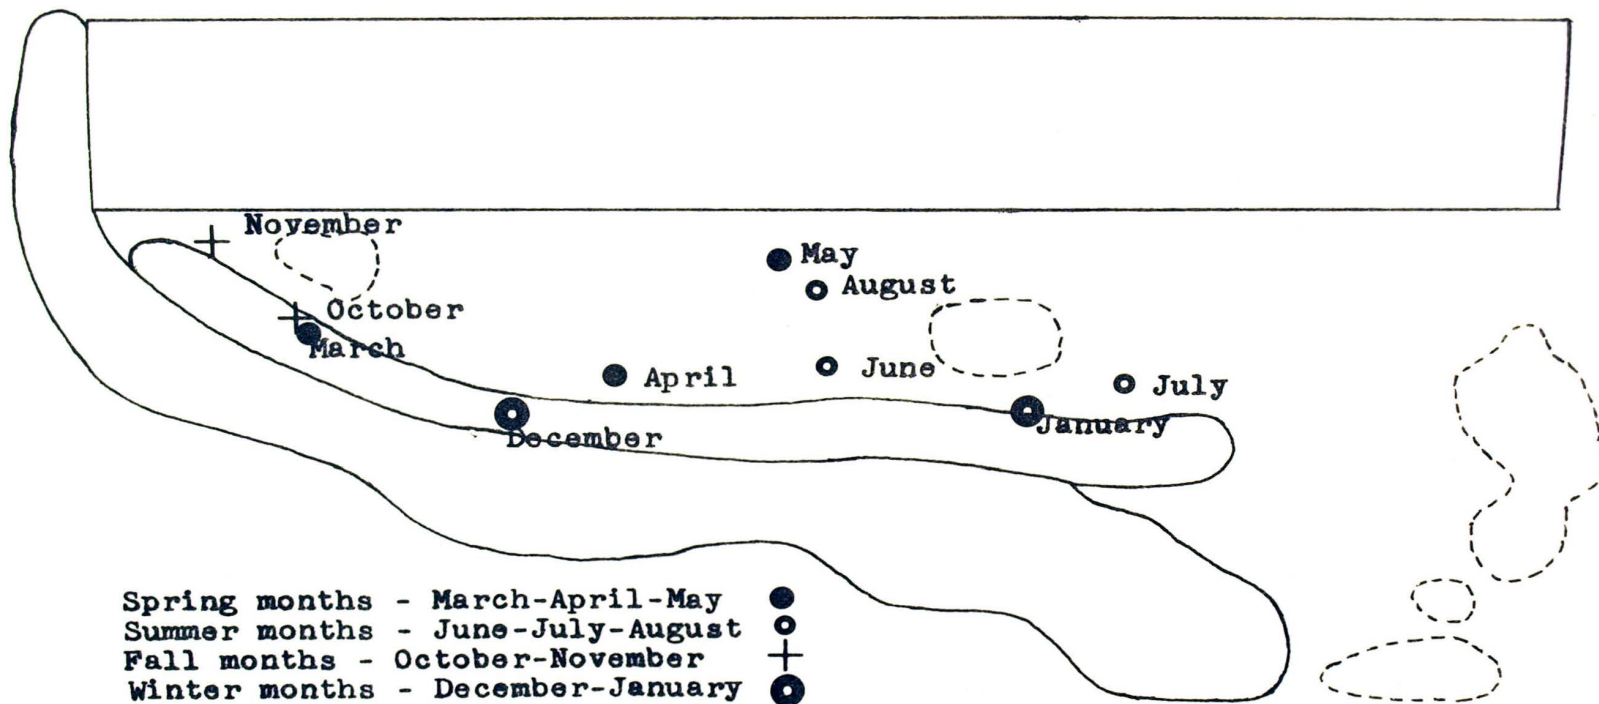 November
May
August
October
March
June
April
July
January
December
Spring months - March-April-May
Summer months - June-July-August
Fall months - October-November
Winter months - December-January